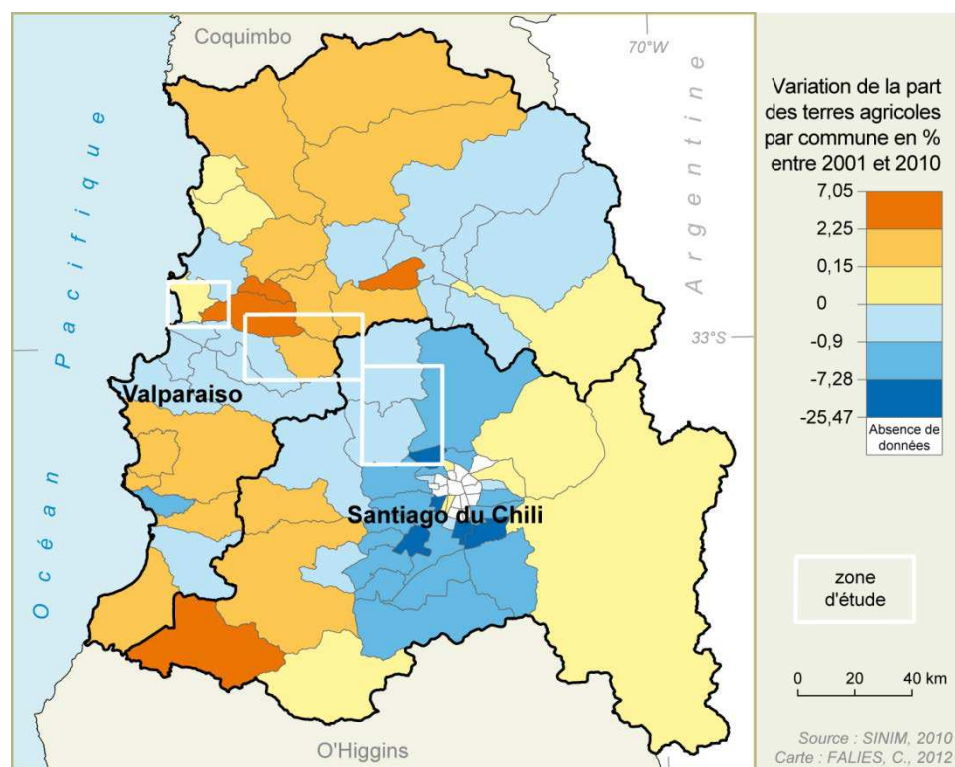 Coquimbo
70°W
Argentine
Océan Pacifique
33°S
Valparaiso
Santiago du Chili
O'Higgins
Variation de la part
des terres agricoles
par commune en %
entre 2001 et 2010
7,05
2,25
0,15
0
-0,9
-7,28
-25,47
Absence de
données
zone
d'étude
0 20 40 km
Source : SINIM, 2010
Carte : FALIES, C., 2012